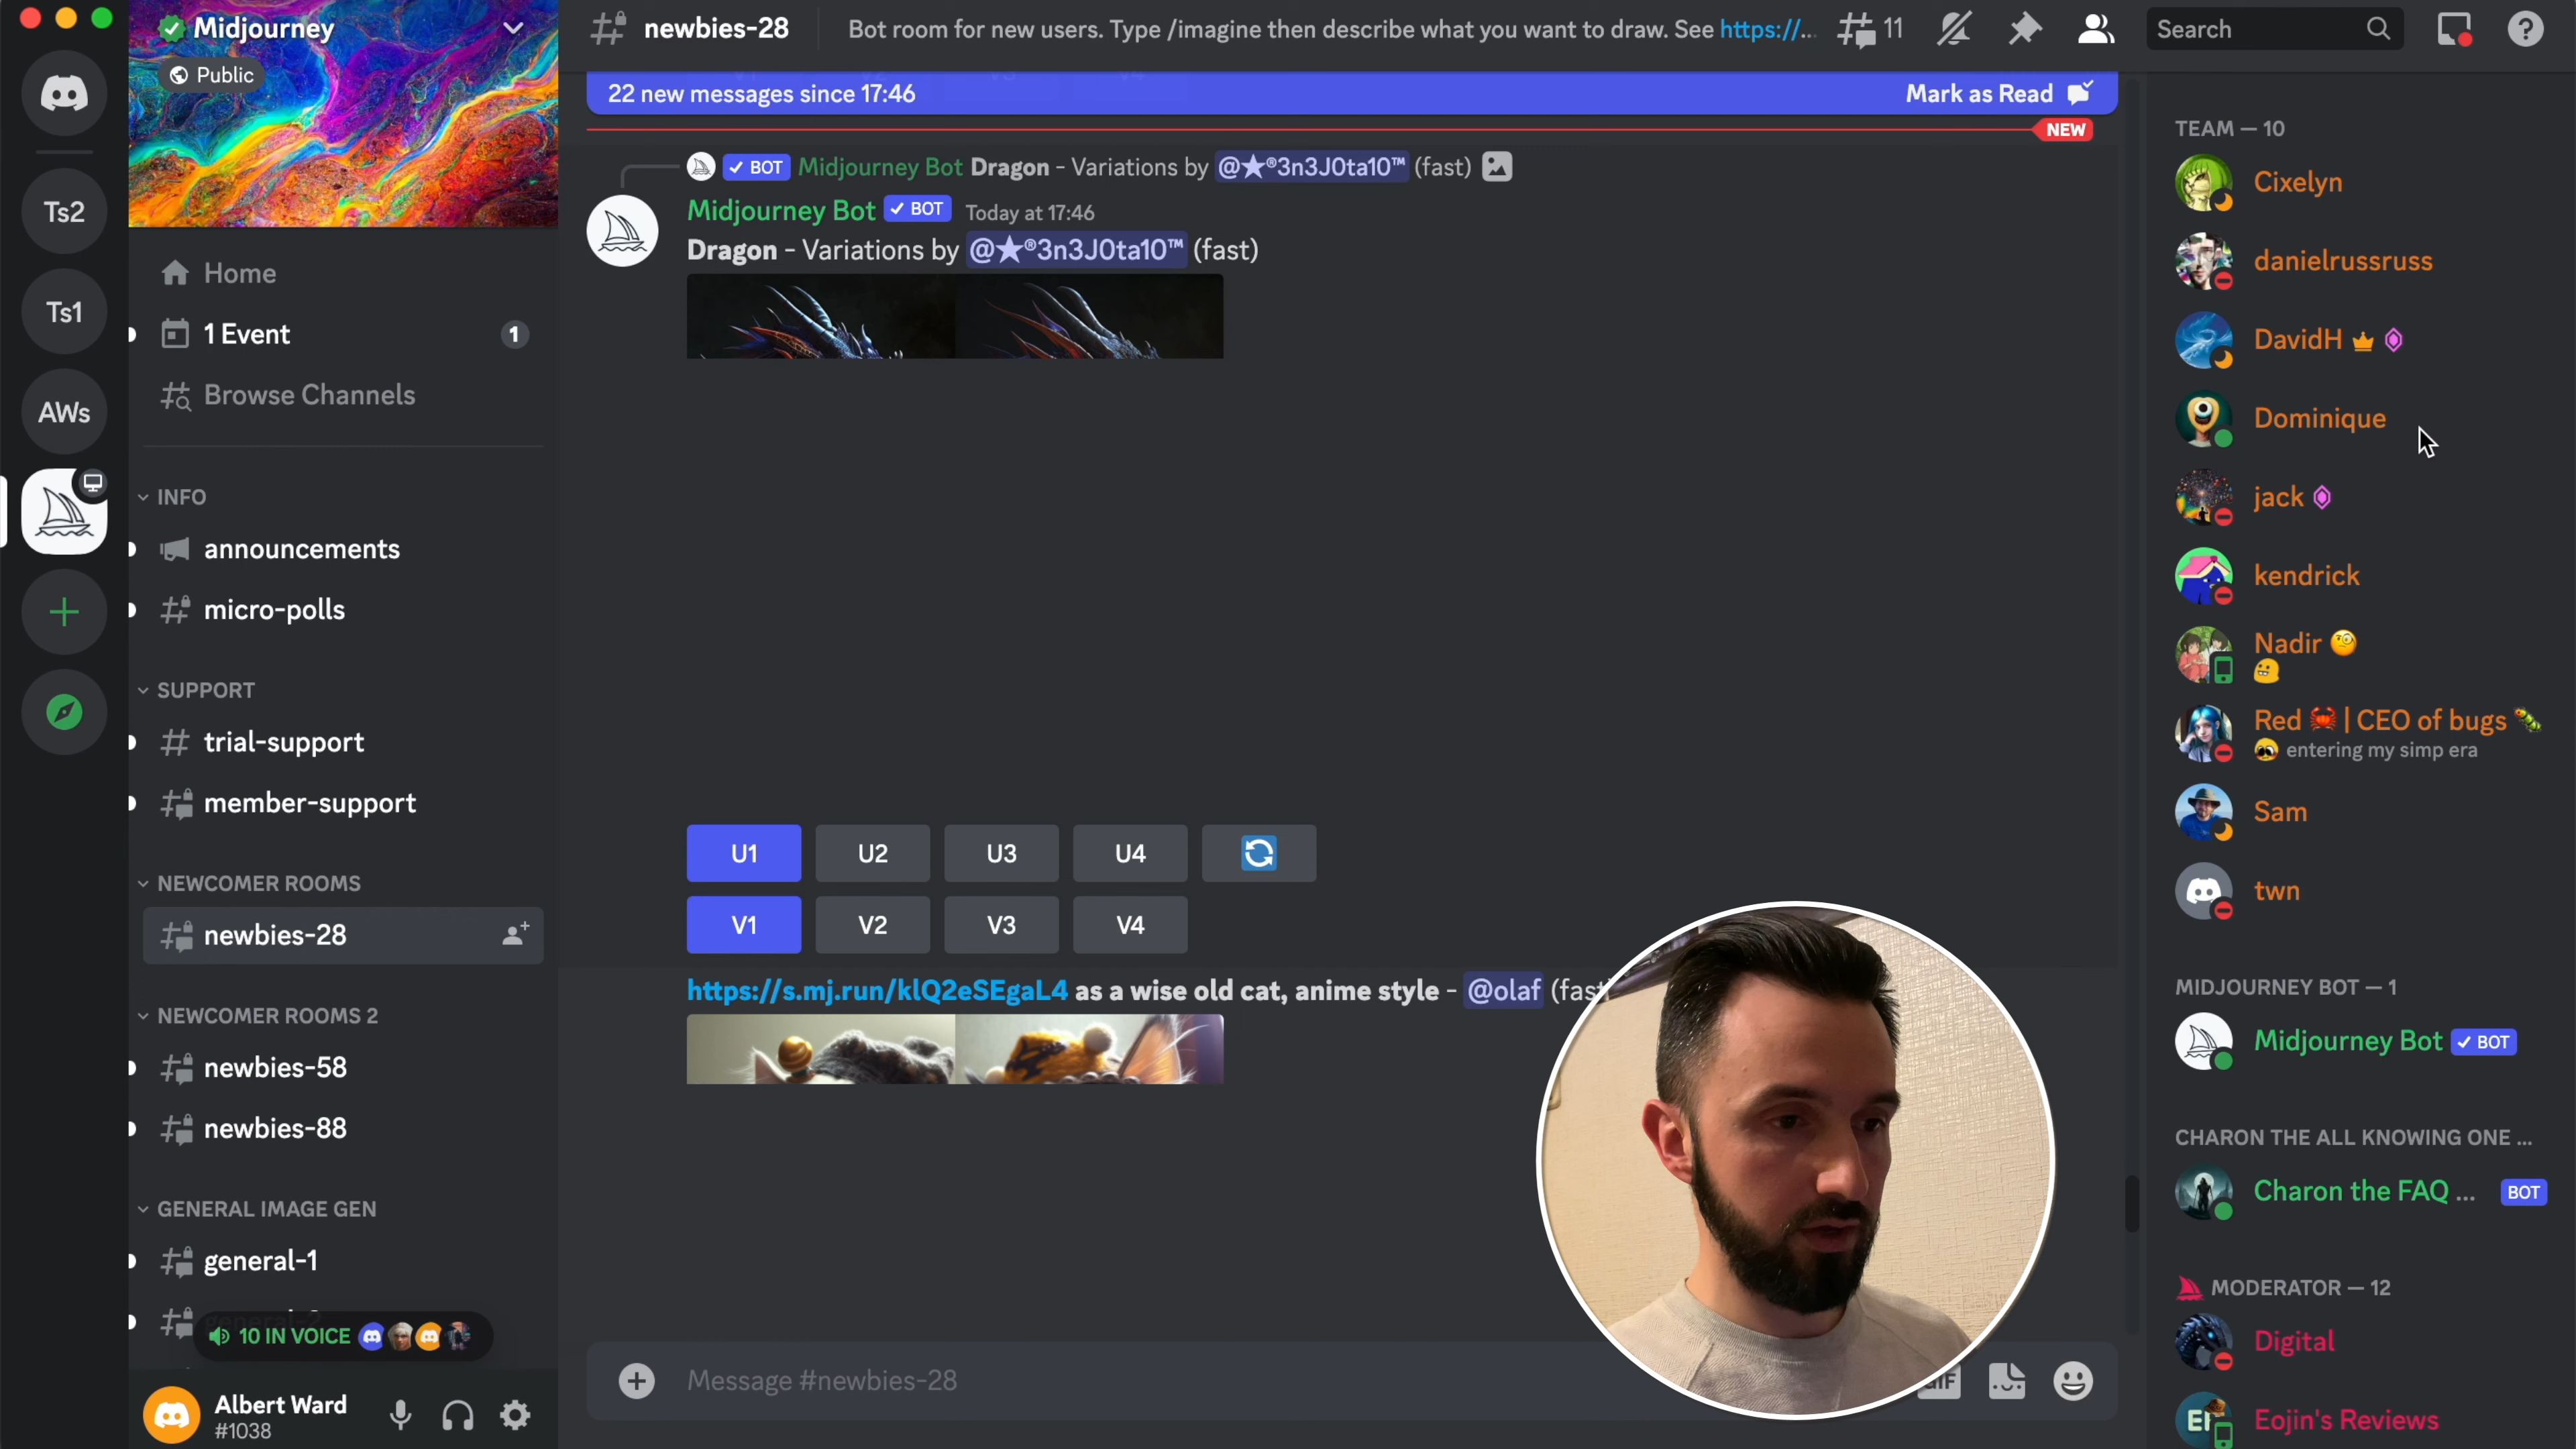 Midjourney
Public
Ts2
Ts1
AWs
Home
1 Event
1
Browse Channels
INFO
announcements
micro-polls
SUPPORT
trial-support
member-support
NEWCOMER ROOMS
newbies-28
NEWCOMER ROOMS 2
newbies-58
newbies-88
GENERAL IMAGE GEN
general-1
general-2
10 IN VOICE
Albert Ward
#1038
newbies-28
Bot room for new users. Type /imagine then describe what you want to draw. See https://...
11
Search
22 new messages since 17:46
Mark as Read
NEW
BOT Midjourney Bot Dragon - Variations by @★®3n3J0ta10™ (fast)
Midjourney Bot BOT Today at 17:46
Dragon - Variations by @★®3n3J0ta10™ (fast)
U1 U2 U3 U4
V1 V2 V3 V4
https://s.mj.run/klQ2eSEgaL4 as a wise old cat, anime style - @olaf
Message #newbies-28
TEAM — 10
Cixelyn
danielrussruss
DavidH
Dominique
jack
kendrick
Nadir
Red | CEO of bugs
entering my simp era
Sam
twn
MIDJOURNEY BOT — 1
Midjourney Bot BOT
CHARON THE ALL KNOWING ONE ...
Charon the FAQ ... BOT
MODERATOR — 12
Digital
Eojin's Reviews